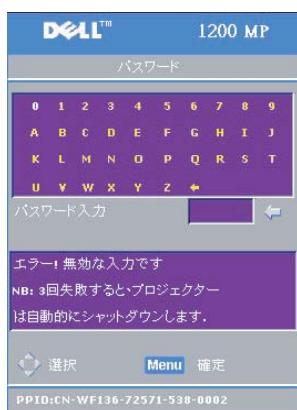 DELL™ 1200 MP
パスワード
0 1 2 3 4 5 6 7 8 9
A B C D E F G H I J
K L M N O P Q R S T
U V W X Y Z ←
パスワード入力
エラー! 無効な入力です
NB: 3回失敗すると、プロジェクター
は自動的にシャットダウンします.
選択 Menu 確定
PPID:CN-WF136-72571-538-0002